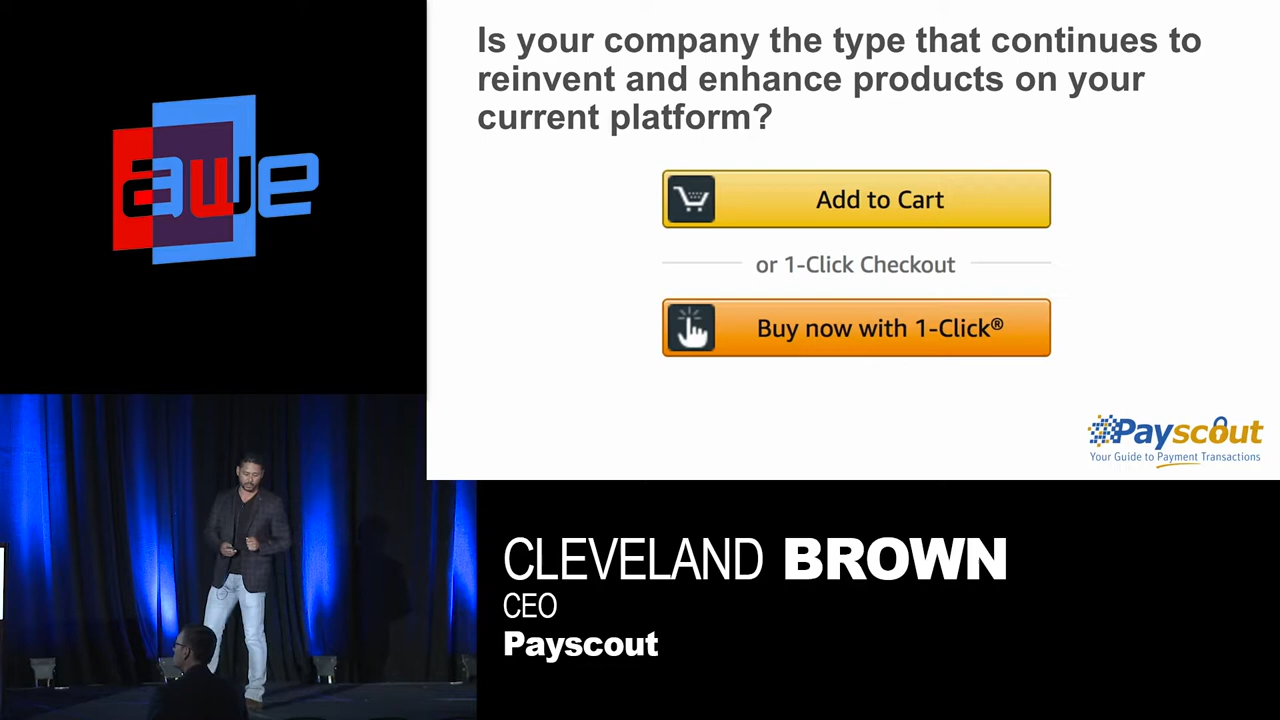 awe
Is your company the type that continues to
reinvent and enhance products on your
current platform?
Add to Cart
or 1-Click Checkout
Buy now with 1-Click®
Payscout
Your Guide to Payment Transactions
CLEVELAND BROWN
CEO
Payscout